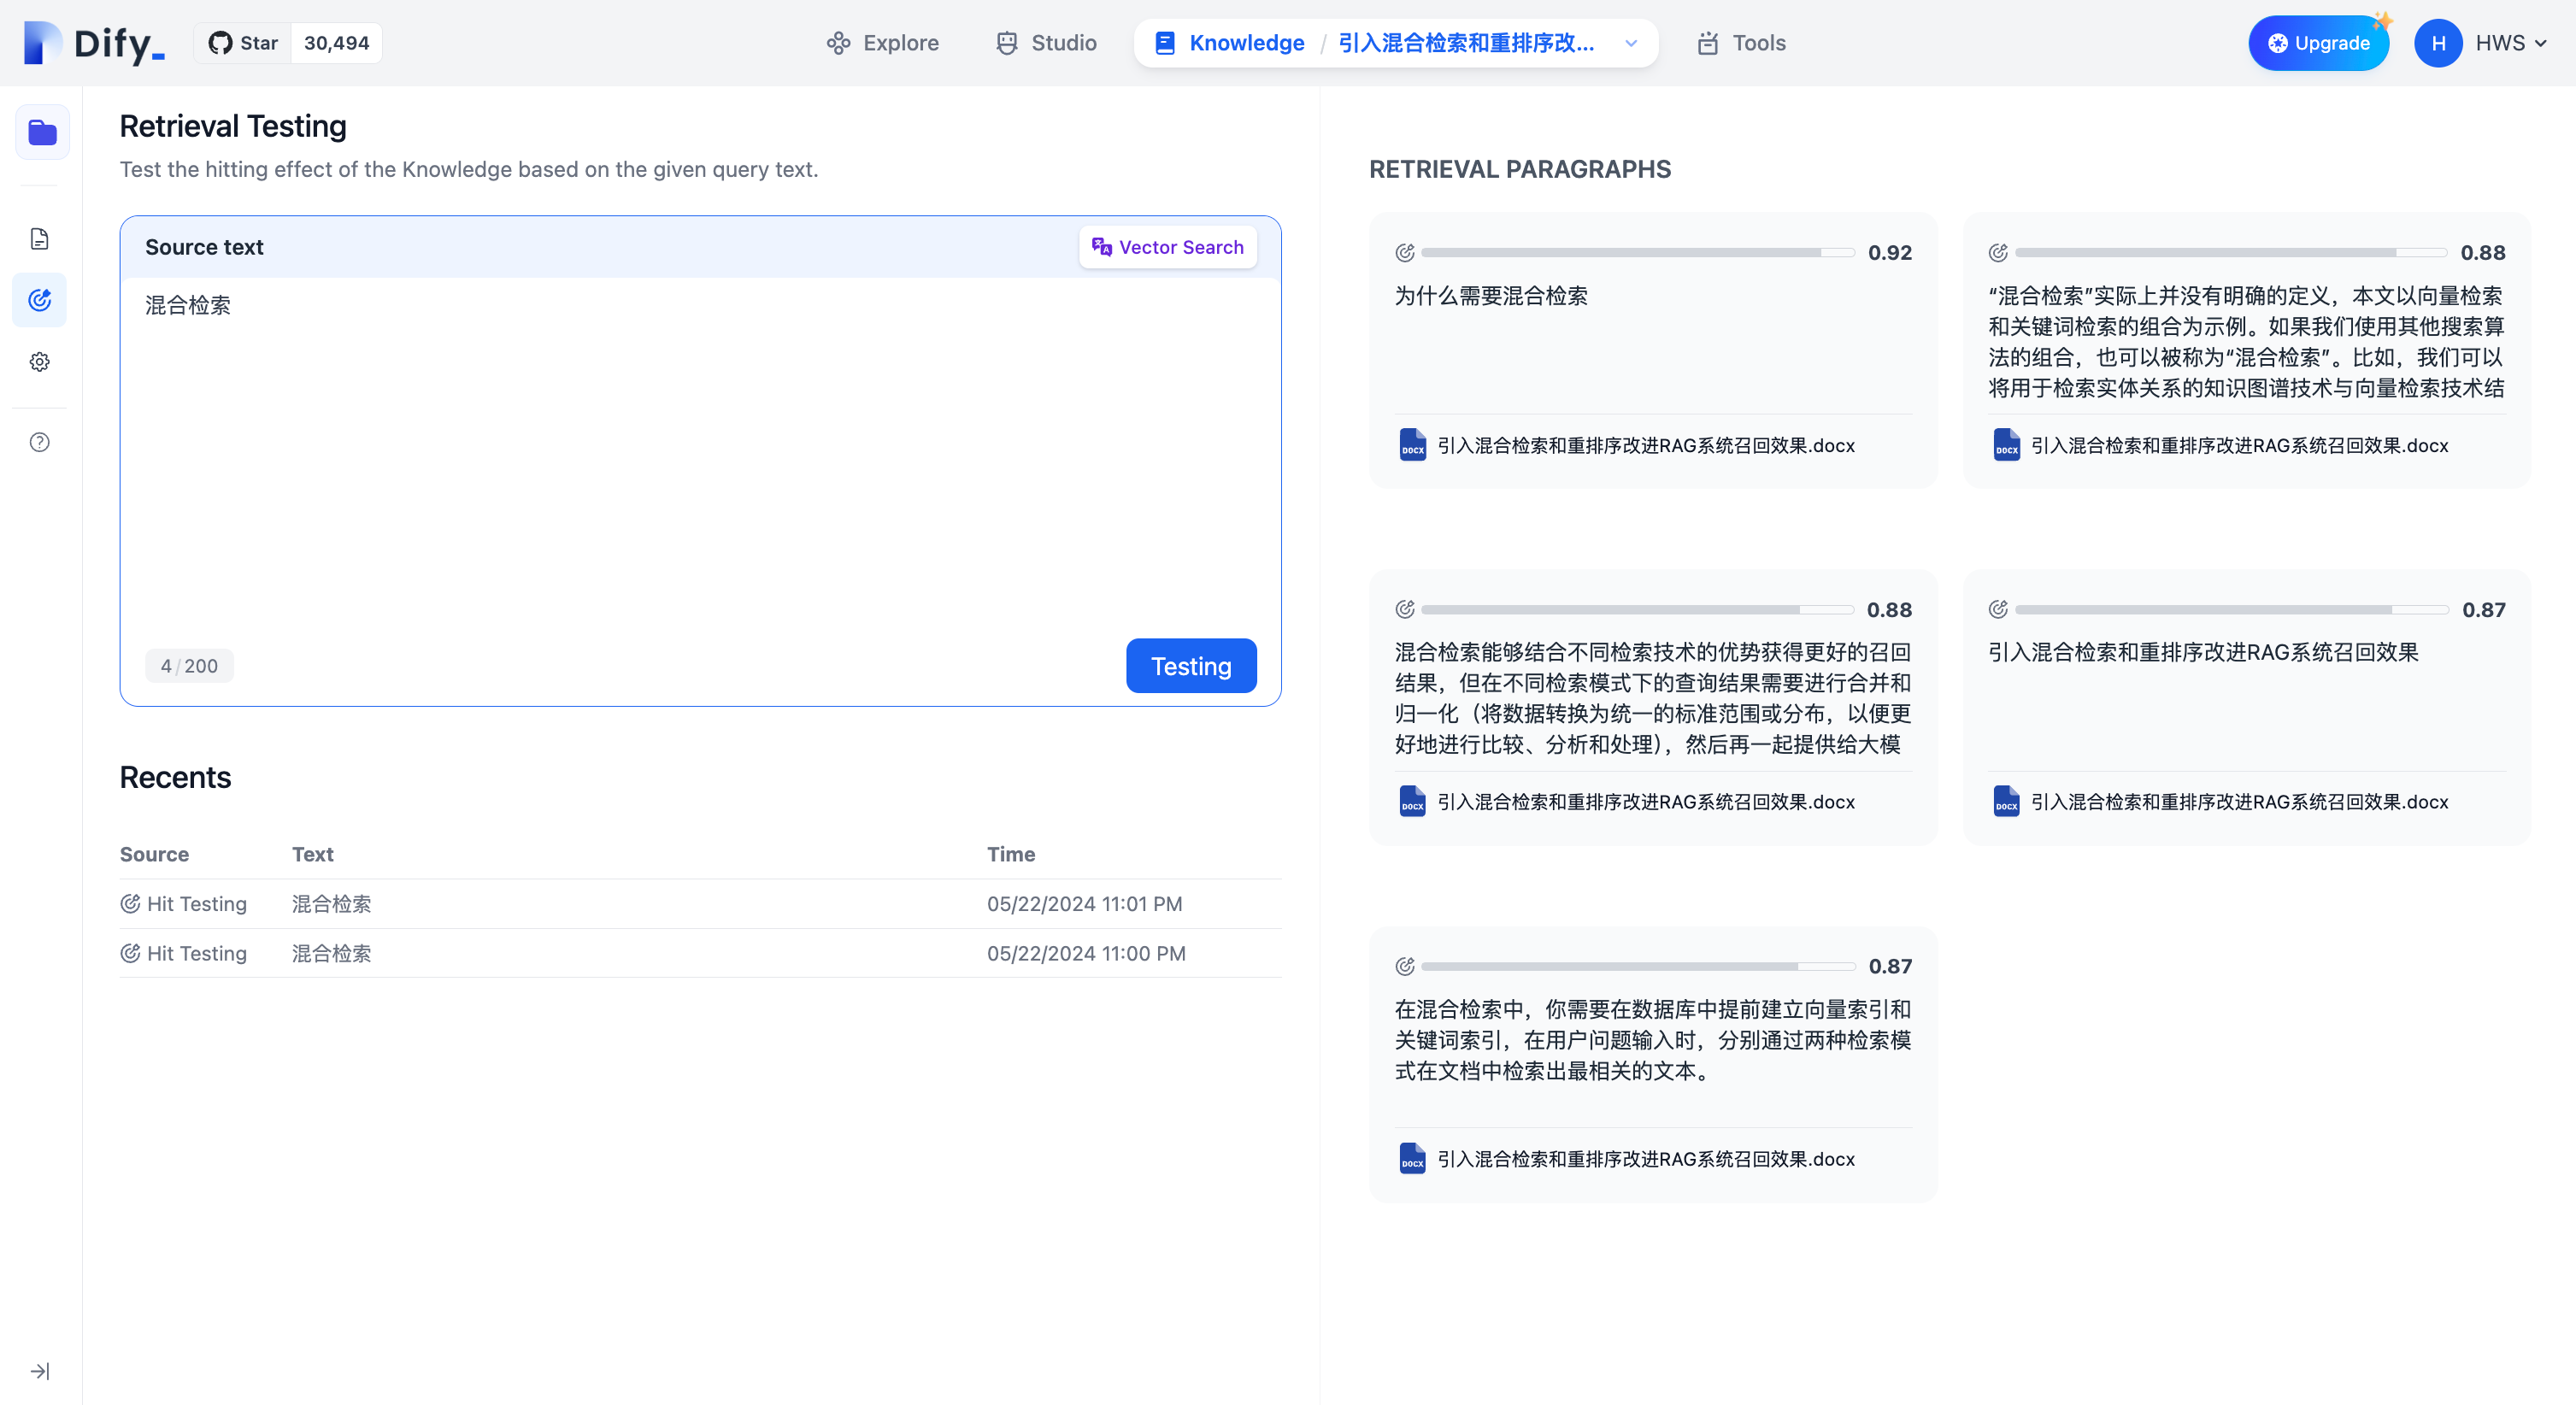 Dify_
Star 30,494
Explore
Studio
Knowledge / 引入混合检索和重排序改...
Tools
Upgrade
H HWS
Retrieval Testing
Test the hitting effect of the Knowledge based on the given query text.
Source text
Vector Search
混合检索
4 / 200
Testing
Recents
Source Text Time
Hit Testing 混合检索 05/22/2024 11:01 PM
Hit Testing 混合检索 05/22/2024 11:00 PM
RETRIEVAL PARAGRAPHS
0.92
为什么需要混合检索
DOCX 引入混合检索和重排序改进RAG系统召回效果.docx
0.88
“混合检索”实际上并没有明确的定义，本文以向量检索
和关键词检索的组合为示例。如果我们使用其他搜索算
法的组合，也可以被称为“混合检索”。比如，我们可以
将用于检索实体关系的知识图谱技术与向量检索技术结
DOCX 引入混合检索和重排序改进RAG系统召回效果.docx
0.88
混合检索能够结合不同检索技术的优势获得更好的召回
结果，但在不同检索模式下的查询结果需要进行合并和
归一化（将数据转换为统一的标准范围或分布，以便更
好地进行比较、分析和处理），然后再一起提供给大模
DOCX 引入混合检索和重排序改进RAG系统召回效果.docx
0.87
引入混合检索和重排序改进RAG系统召回效果
DOCX 引入混合检索和重排序改进RAG系统召回效果.docx
0.87
在混合检索中，你需要在数据库中提前建立向量索引和
关键词索引，在用户问题输入时，分别通过两种检索模
式在文档中检索出最相关的文本。
DOCX 引入混合检索和重排序改进RAG系统召回效果.docx